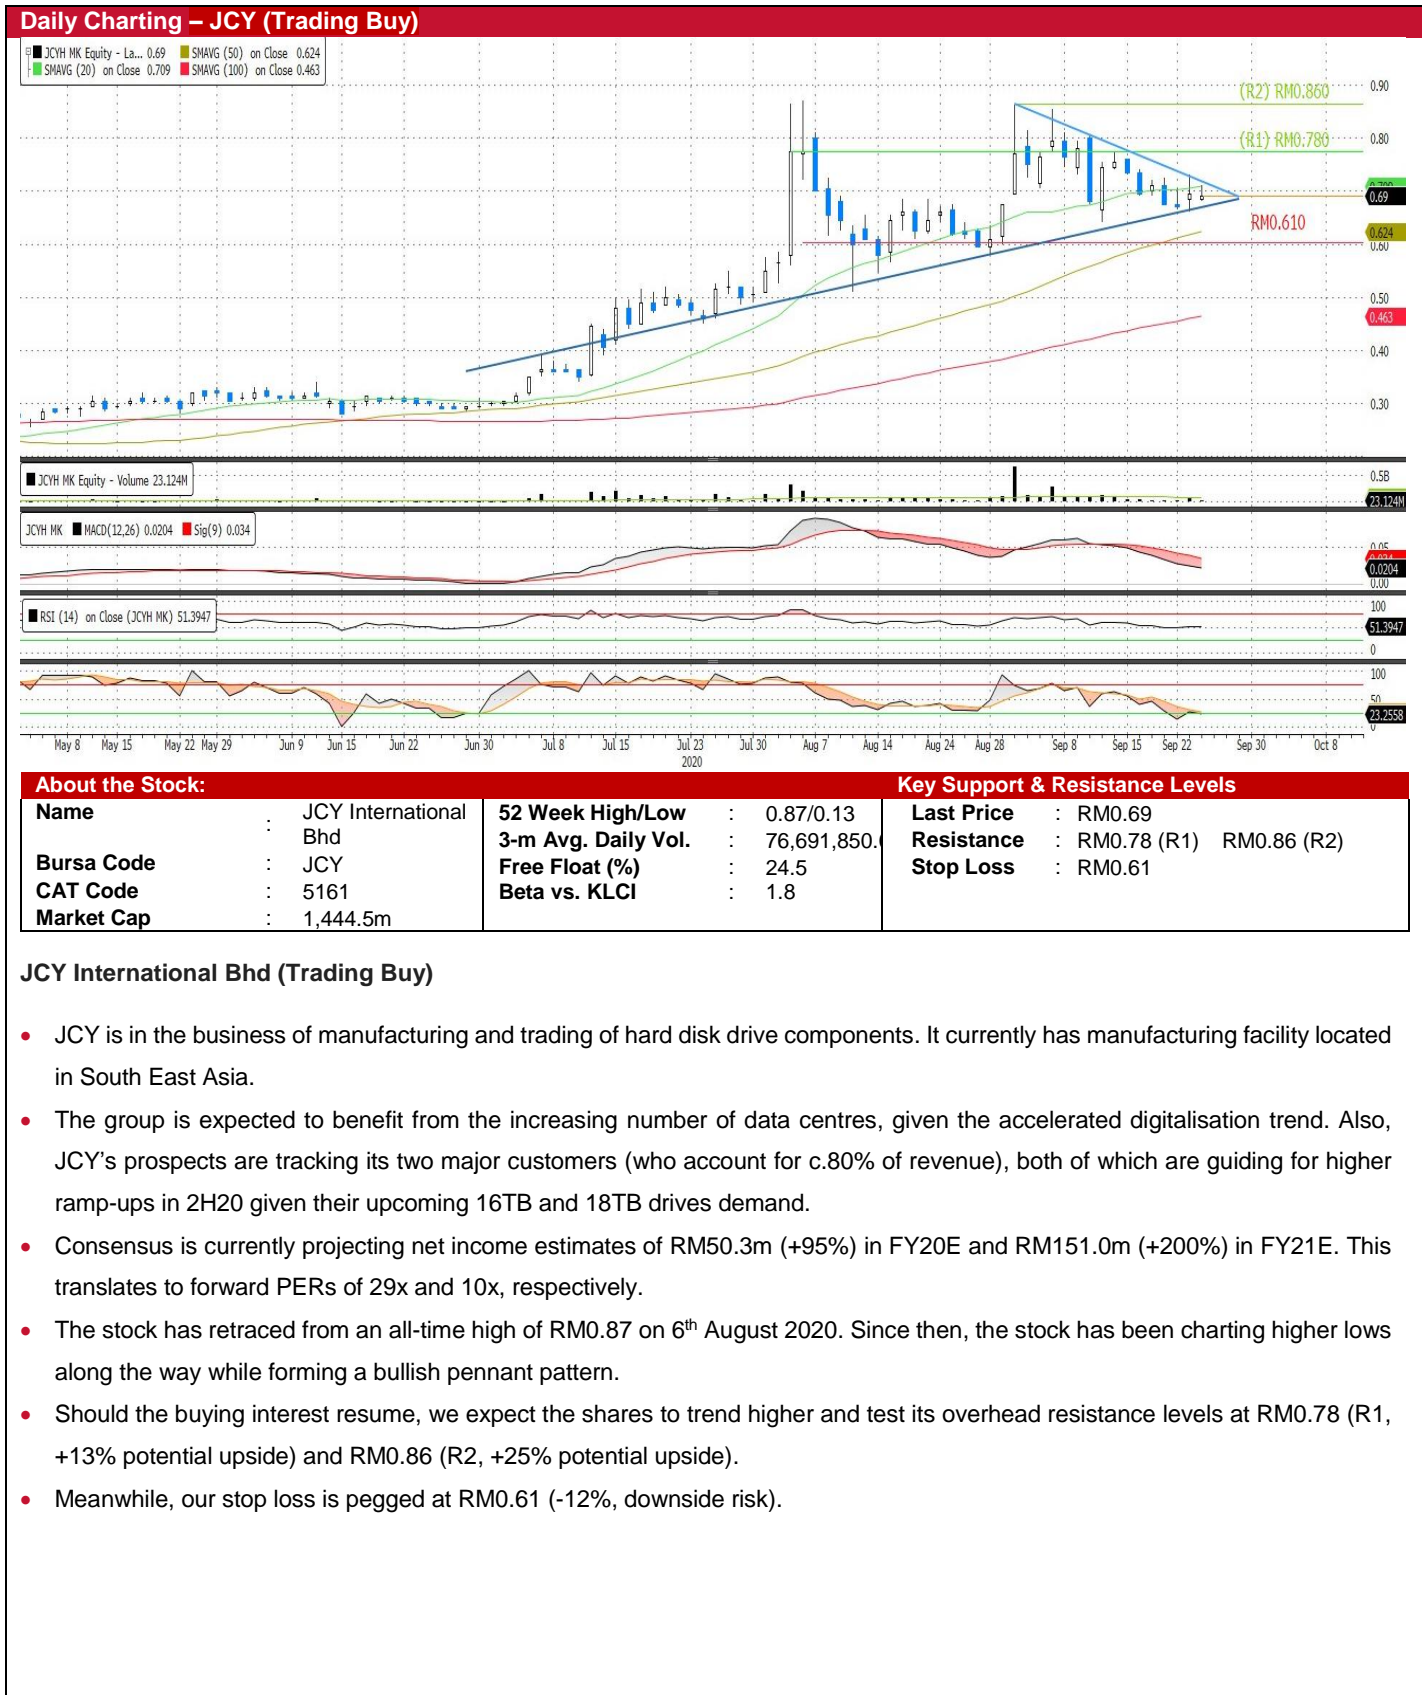 Daily Charting – JCY (Trading Buy)
JCYH MK Equity - La... 0.69 SMAVG (50) on Close 0.624
SMAVG (20) on Close 0.709 SMAVG (100) on Close 0.463
(R2) RM0.860
(R1) RM0.780
RM0.610
0.90
0.80
0.69
0.624
0.60
0.50
0.463
0.40
0.30
JCYH MK Equity - Volume 23.124M
0.5B
23.124M
JCYH MK MACD(12,26) 0.0204 Sig(9) 0.034
0.05
0.034
0.0204
0.00
RSI (14) on Close (JCYH MK) 51.3947
100
51.3947
0
100
50
23.2558
0
May 8 May 15 May 22 May 29 Jun 9 Jun 15 Jun 22 Jun 30 Jul 8 Jul 15 Jul 23 Jul 30 Aug 7 Aug 14 Aug 24 Aug 28 Sep 8 Sep 15 Sep 22 Sep 30 Oct 8
2020
About the Stock: Key Support & Resistance Levels
Name : JCY International Bhd
Bursa Code : JCY
CAT Code : 5161
Market Cap : 1,444.5m
52 Week High/Low : 0.87/0.13
3-m Avg. Daily Vol. : 76,691,850.
Free Float (%) : 24.5
Beta vs. KLCI : 1.8
Last Price : RM0.69
Resistance : RM0.78 (R1) RM0.86 (R2)
Stop Loss : RM0.61
JCY International Bhd (Trading Buy)
• JCY is in the business of manufacturing and trading of hard disk drive components. It currently has manufacturing facility located
in South East Asia.
• The group is expected to benefit from the increasing number of data centres, given the accelerated digitalisation trend. Also,
JCY’s prospects are tracking its two major customers (who account for c.80% of revenue), both of which are guiding for higher
ramp-ups in 2H20 given their upcoming 16TB and 18TB drives demand.
• Consensus is currently projecting net income estimates of RM50.3m (+95%) in FY20E and RM151.0m (+200%) in FY21E. This
translates to forward PERs of 29x and 10x, respectively.
• The stock has retraced from an all-time high of RM0.87 on 6th August 2020. Since then, the stock has been charting higher lows
along the way while forming a bullish pennant pattern.
• Should the buying interest resume, we expect the shares to trend higher and test its overhead resistance levels at RM0.78 (R1,
+13% potential upside) and RM0.86 (R2, +25% potential upside).
• Meanwhile, our stop loss is pegged at RM0.61 (-12%, downside risk).